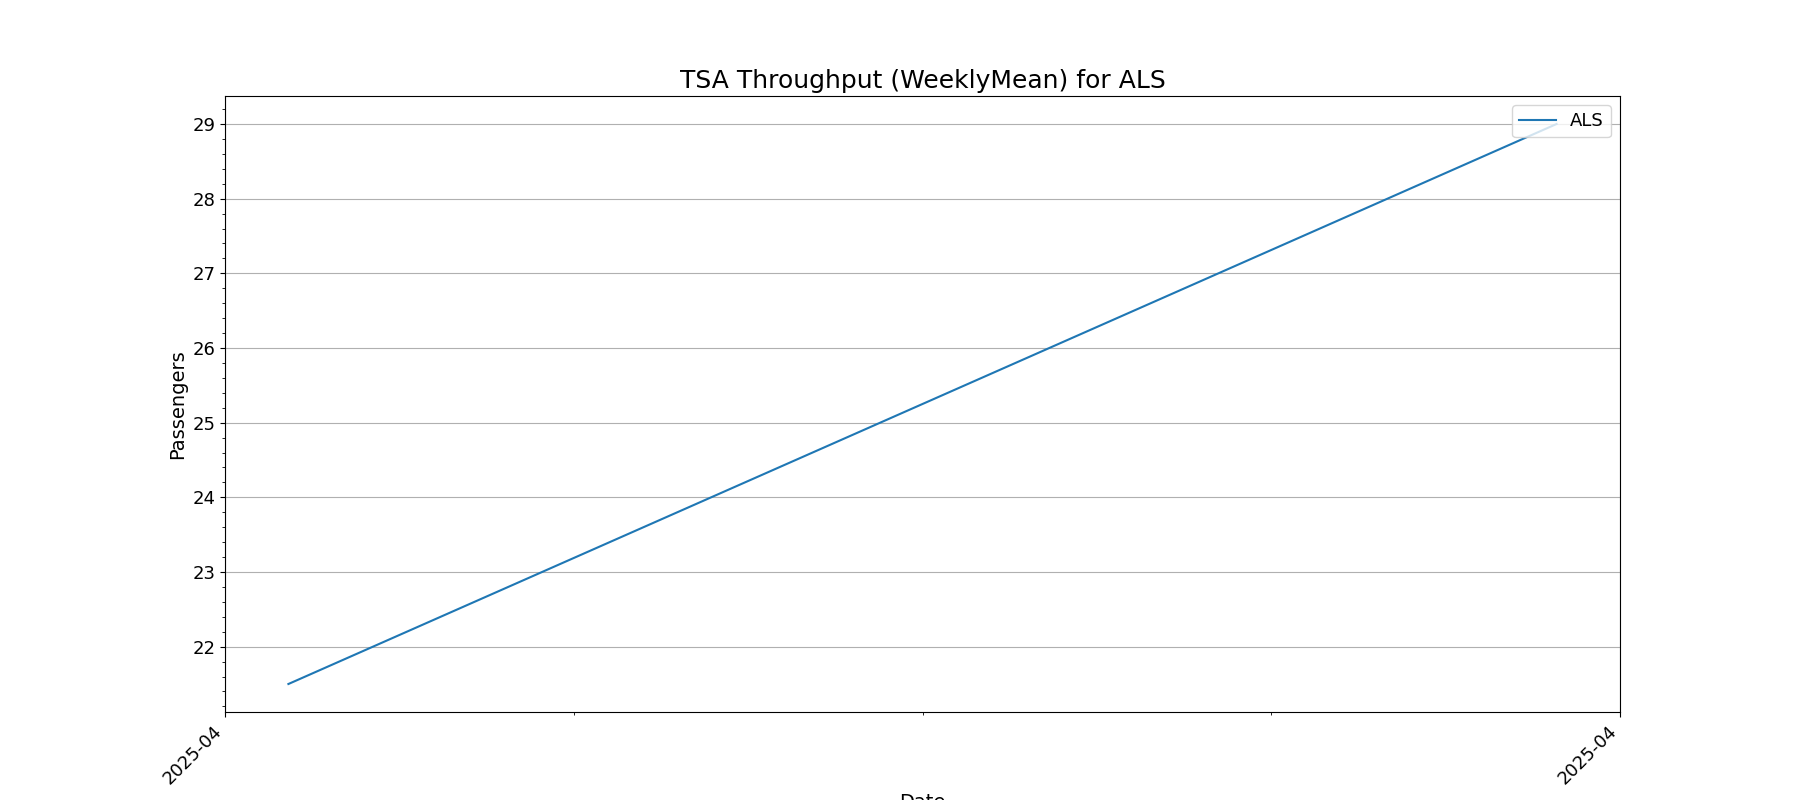 TSA Throughput (WeeklyMean) for ALS
ALS
29
28
27
26
25
24
23
22
Passengers
2025-04
2025-04
Date